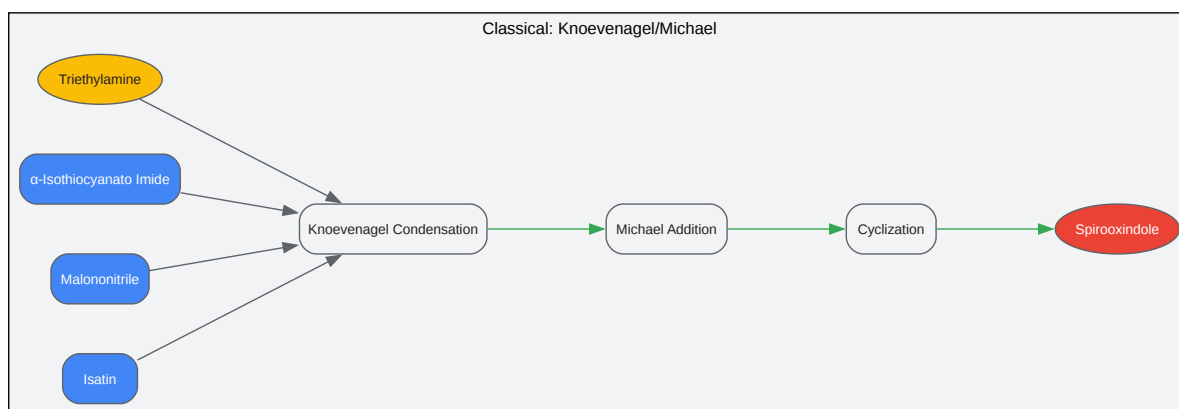 Classical: Knoevenagel/Michael
Triethylamine
α-Isothiocyanato Imide
Malononitrile
Isatin
Knoevenagel Condensation
Michael Addition
Cyclization
Spirooxindole